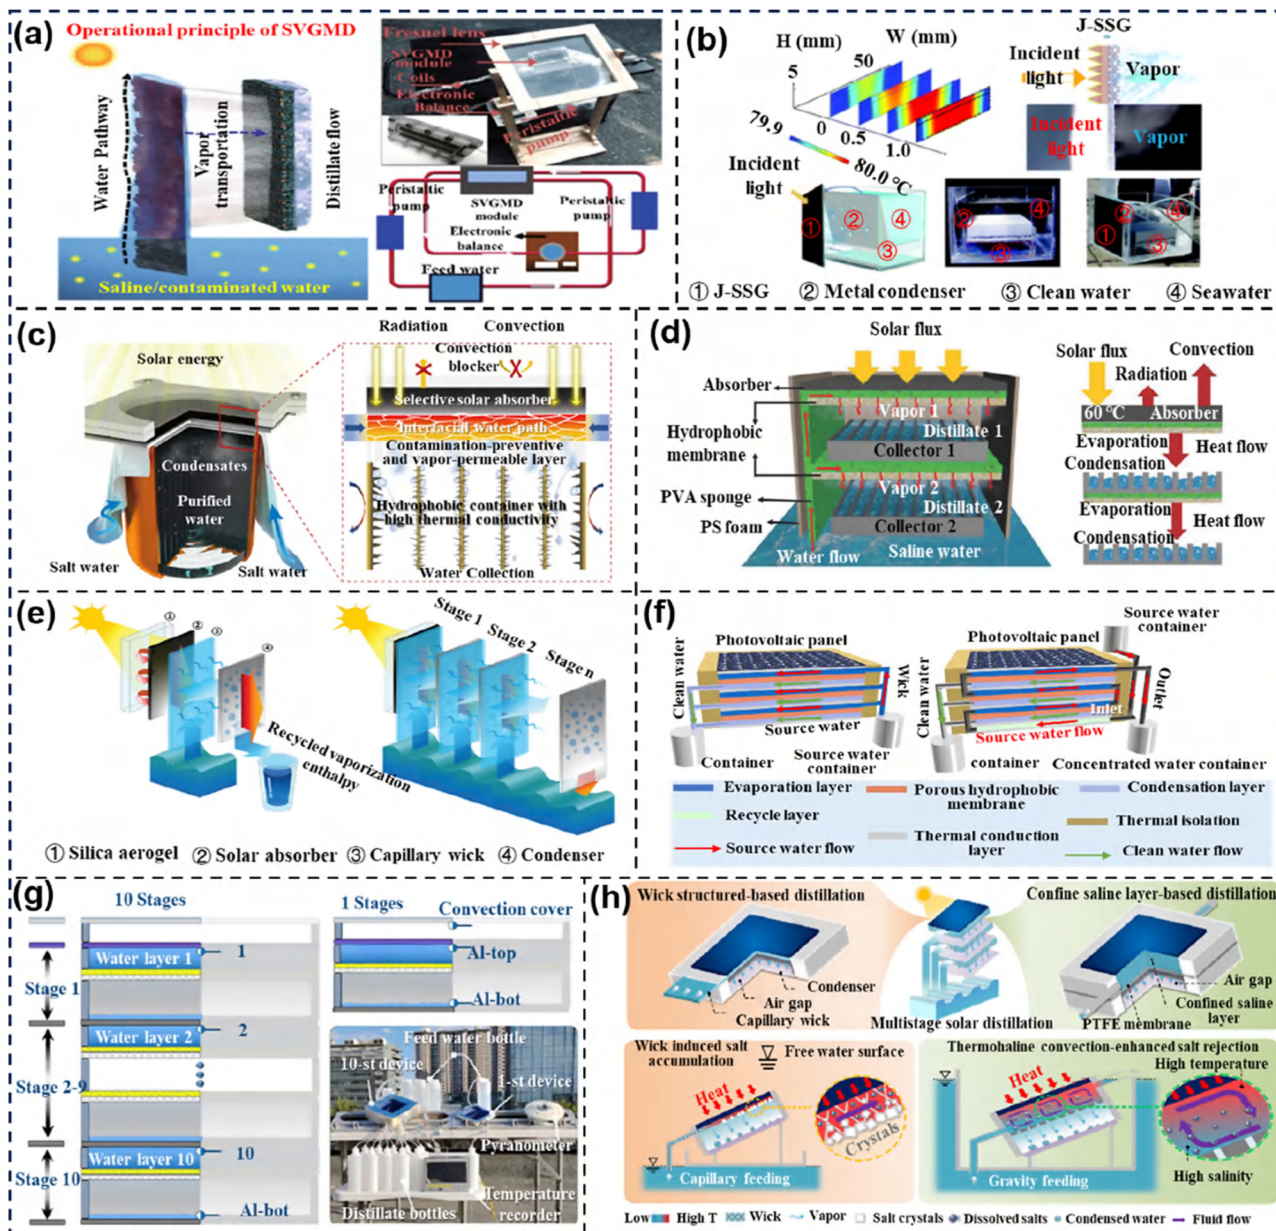 (a)
Operational principle of SVGMD
Water Pathway
Vapor
transportation
Distillate flow
Saline/contaminated water
Fresnel lens
SVGMD
module
Coils
Electronic
Balance
Peristaltic
pump
Peristaltic
pump
SVGMD
module
Peristaltic
pump
Electronic
balance
Feed water
(b)
H (mm)
W (mm)
5
50
0
0.5
1.0
79.9
80.0 ℃
J-SSG
Incident
light
Vapor
Incident
light
Vapor
Incident
light
①
②
④
③
②
④
③
①
②
④
③
① J-SSG
② Metal condenser
③ Clean water
④ Seawater
(c)
Solar energy
Condensates
Purified
water
Salt water
Salt water
Radiation
Convection
Convection
blocker
Selective solar absorber
Interfacial water path
Contamination-preventive
and vapor-permeable layer
Hydrophobic container with
high thermal conductivity
Water Collection
(d)
Solar flux
Absorber
Vapor 1
Hydrophobic
membrane
Distillate 1
Collector 1
Vapor 2
PVA sponge
Distillate 2
PS foam
Collector 2
Water flow
Saline water
Solar flux
Convection
Radiation
60 ℃
Absorber
Evaporation
Heat flow
Condensation
Evaporation
Heat flow
Condensation
(e)
①
②
③
④
Recycled vaporization
enthalpy
Stage 1
Stage 2
Stage n
① Silica aerogel
② Solar absorber
③ Capillary wick
④ Condenser
(f)
Photovoltaic panel
Clean water
Wick
Source water
Container
Source water
container
Source water
container
Photovoltaic panel
Clean water
Outlet
Inlet
Source water flow
container
Concentrated water container
Evaporation layer
Porous hydrophobic
membrane
Condensation layer
Recycle layer
Thermal conduction
layer
Thermal isolation
Source water flow
Clean water flow
(g)
10 Stages
Water layer 1
1
Stage 1
Water layer 2
2
Stage 2-9
Water layer 10
10
Stage 10
Al-bot
1 Stages
Convection cover
Al-top
Al-bot
Feed water bottle
10-st device
1-st device
Pyranometer
Distillate bottles
Temperature
recorder
(h)
Wick structured-based distillation
Condenser
Air gap
Capillary wick
Multistage solar distillation
Confine saline layer-based distillation
Air gap
Confined saline
layer
PTFE membrane
Wick induced salt
accumulation
Free water surface
Heat
Crystals
Capillary feeding
Thermohaline convection-enhanced salt rejection
High temperature
Heat
High salinity
Gravity feeding
Low
High T
Wick
Vapor
Salt crystals
Dissolved salts
Condensed water
Fluid flow